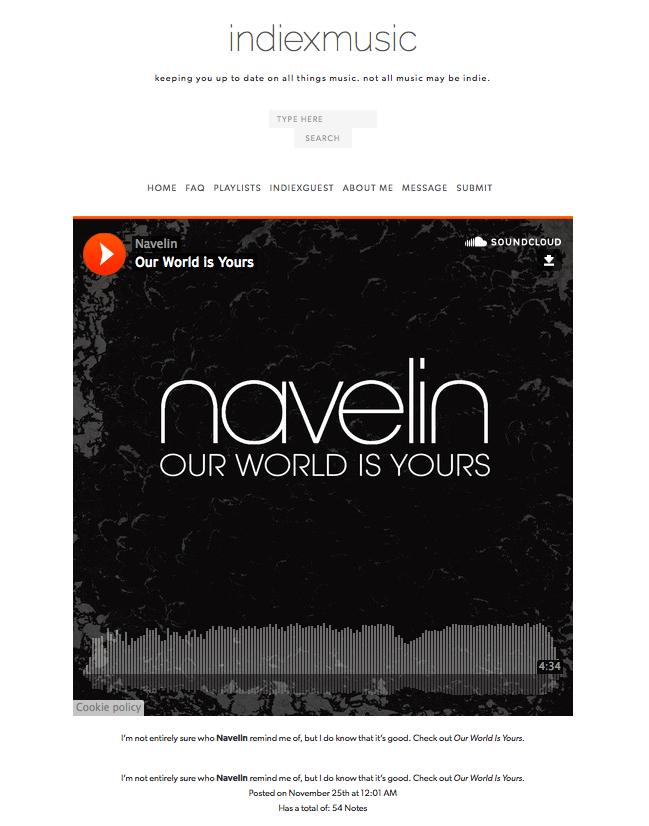 indiexmusic
keeping you up to date on all things music. not all music may be indie.
TYPE HERE
SEARCH
HOME FAQ PLAYLISTS INDIEXGUEST ABOUT ME MESSAGE SUBMIT
Navelin
Our World is Yours
SOUNDCLOUD
navelin
OUR WORLD IS YOURS
4:34
Cookie policy
I'm not entirely sure who Navelin remind me of, but I do know that it's good. Check out Our World Is Yours.
I'm not entirely sure who Navelin remind me of, but I do know that it's good. Check out Our World Is Yours.
Posted on November 25th at 12:01 AM
Has a total of: 54 Notes